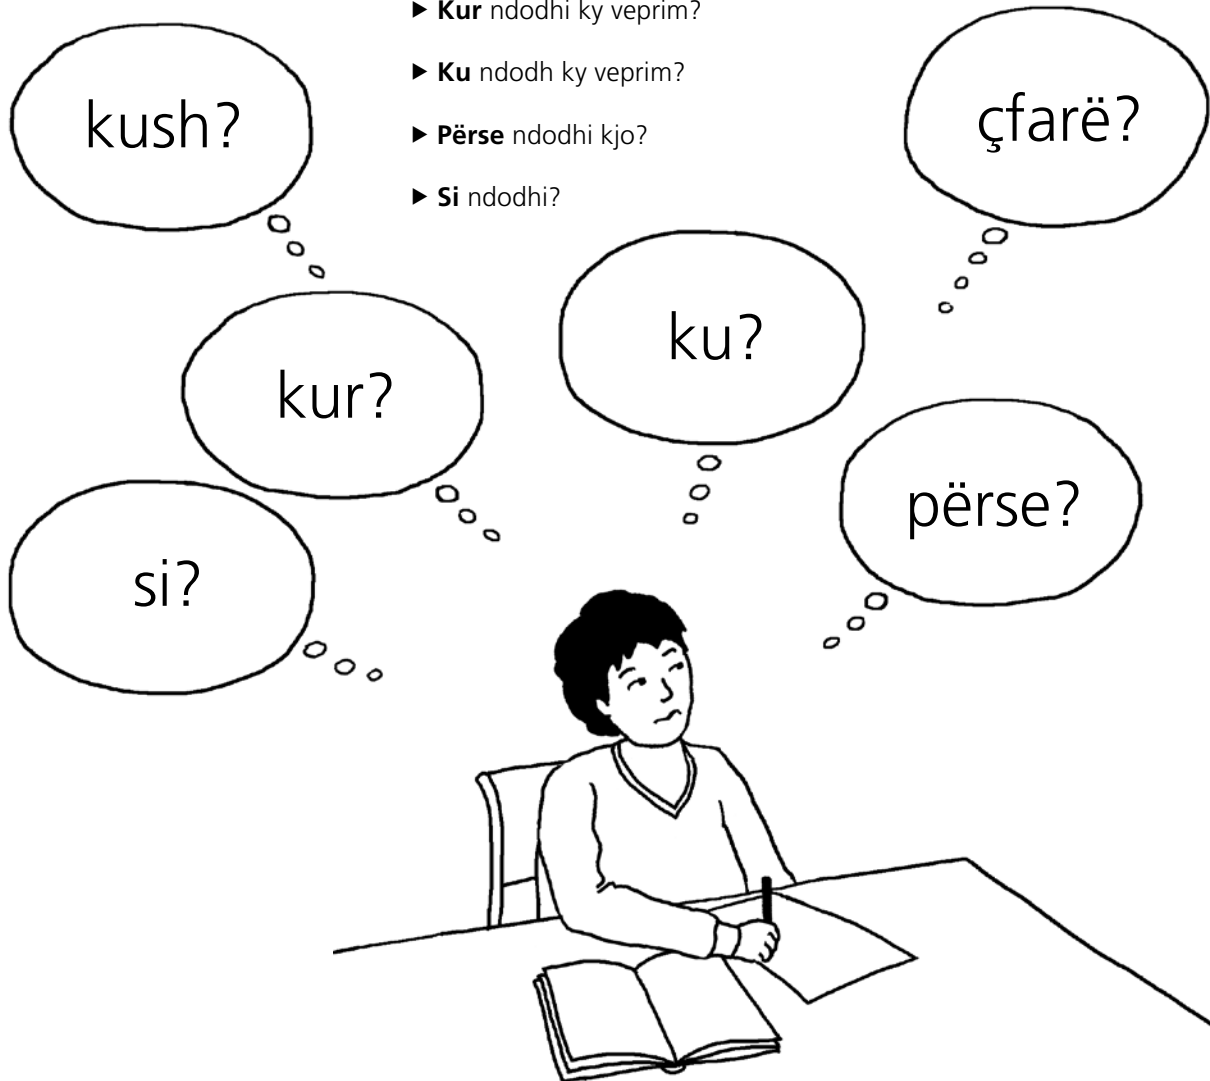 ▶ Kur ndodhi ky veprim?
▶ Ku ndodh ky veprim?
▶ Përse ndodhi kjo?
▶ Si ndodhi?
kush?
çfarë?
kur?
ku?
si?
përse?